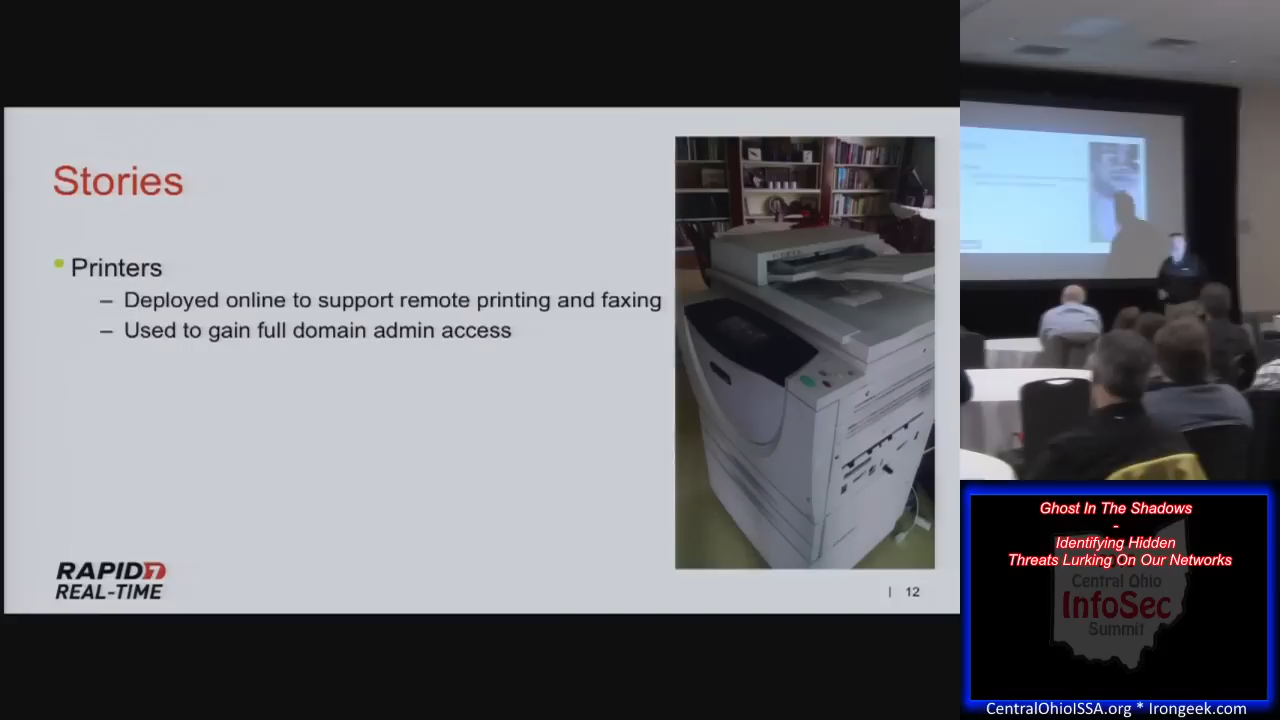 Stories
Printers
– Deployed online to support remote printing and faxing
– Used to gain full domain admin access
RAPID7
REAL-TIME
| 12
Ghost In The Shadows
-
Identifying Hidden
Threats Lurking On Our Networks
Central Ohio
InfoSec
Summit
CentralOhioISSA.org * Irongeek.com